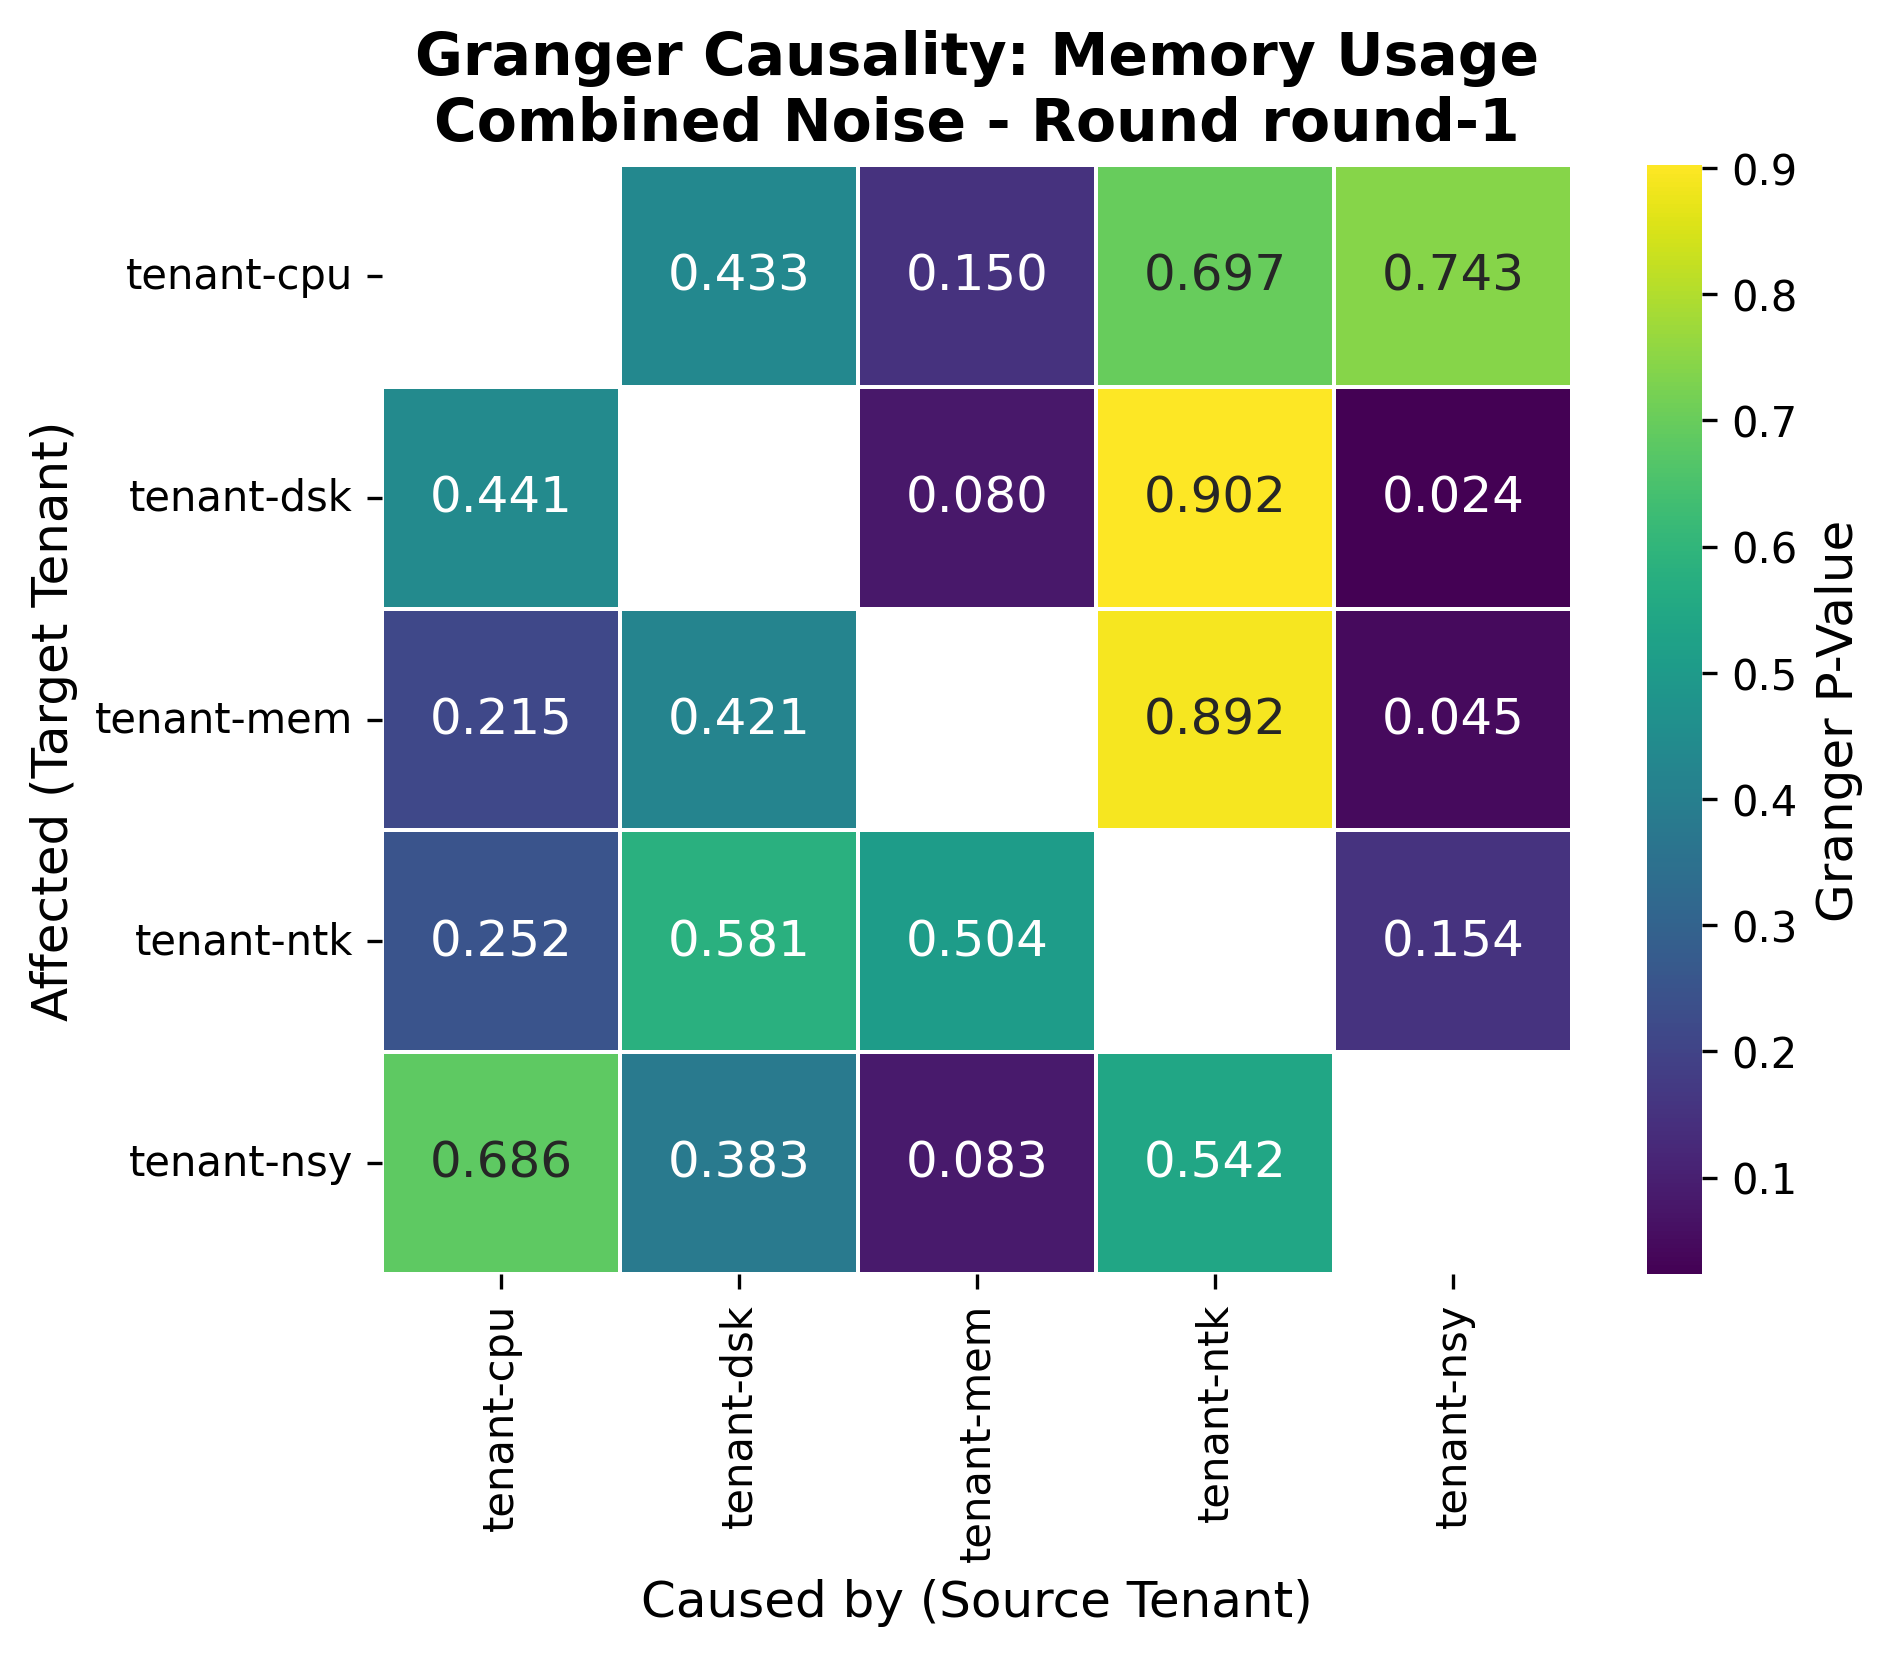 Granger Causality: Memory Usage
Combined Noise - Round round-1
tenant-cpu
0.433
0.150
0.697
0.743
tenant-dsk
0.441
0.080
0.902
0.024
tenant-mem
0.215
0.421
0.892
0.045
tenant-ntk
0.252
0.581
0.504
0.154
tenant-nsy
0.686
0.383
0.083
0.542
Affected (Target Tenant)
tenant-cpu
tenant-dsk
tenant-mem
tenant-ntk
tenant-nsy
Caused by (Source Tenant)
0.9
0.8
0.7
0.6
0.5
0.4
0.3
0.2
0.1
Granger P-Value